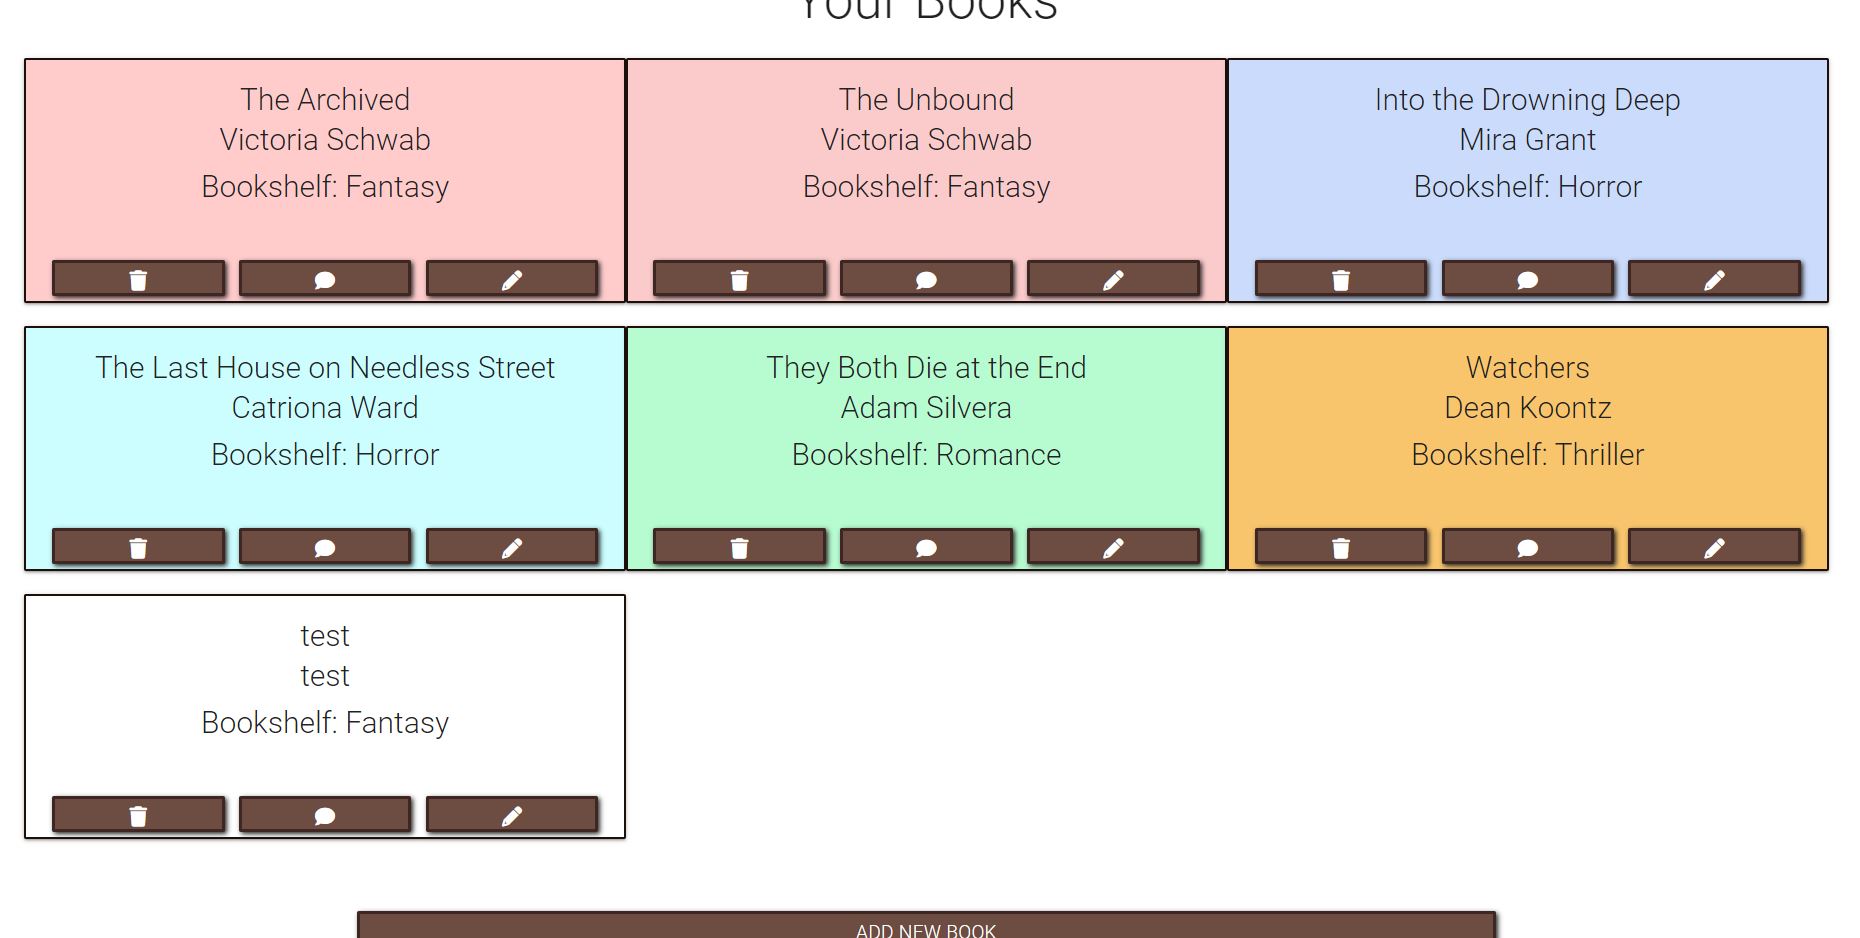 Your Books
The Archived
Victoria Schwab
Bookshelf: Fantasy
The Unbound
Victoria Schwab
Bookshelf: Fantasy
Into the Drowning Deep
Mira Grant
Bookshelf: Horror
The Last House on Needless Street
Catriona Ward
Bookshelf: Horror
They Both Die at the End
Adam Silvera
Bookshelf: Romance
Watchers
Dean Koontz
Bookshelf: Thriller
test
test
Bookshelf: Fantasy
ADD NEW BOOK